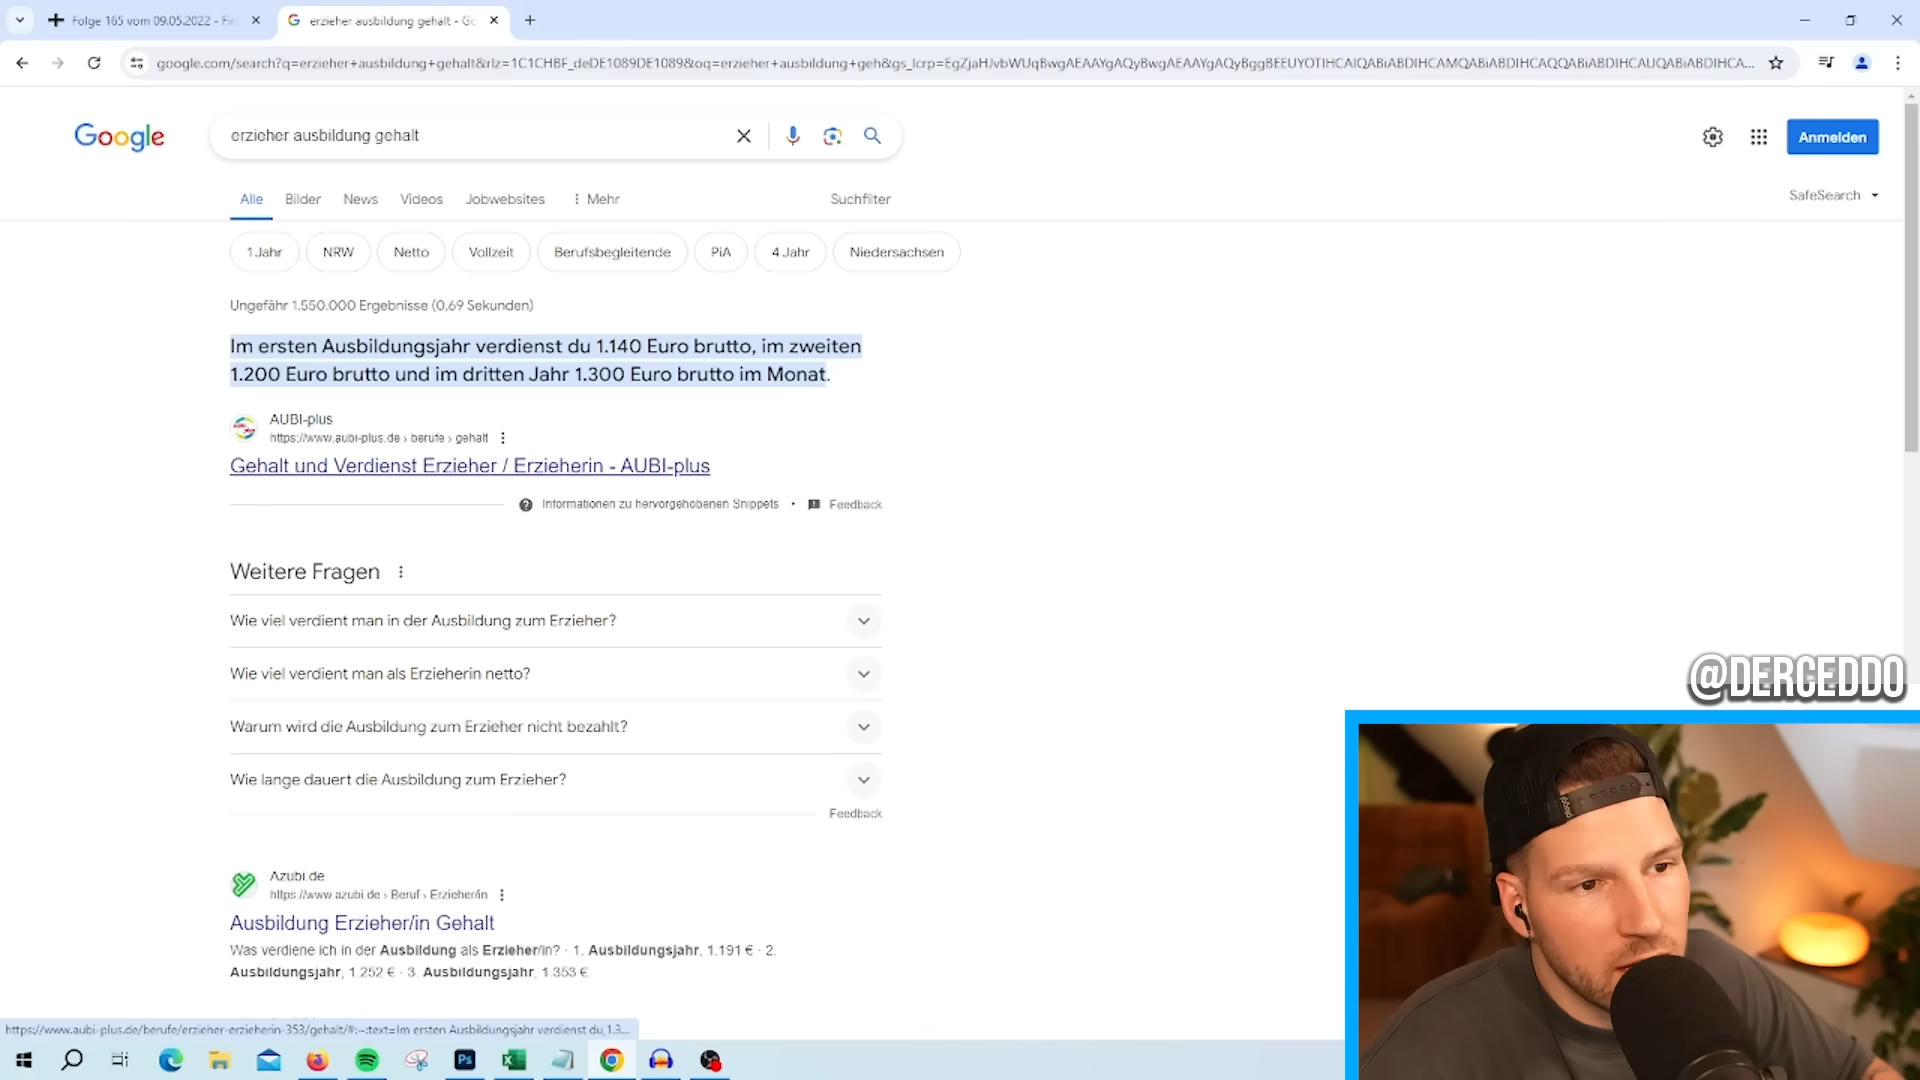 Folge 165 vom 09.05.2022 - Fin
erzieher ausbildung gehalt - Go
google.com/search?q=erzieher+ausbildung+gehalt&rlz=1C1CHBF_deDE1089DE1089&oq=erzieher+ausbildung+geh&gs_lcrp=
Google
erzieher ausbildung gehalt
Anmelden
Alle Bilder News Videos Jobwebsites Mehr Suchfilter
SafeSearch
1 Jahr NRW Netto Vollzeit Berufsbegleitende PiA 4 Jahr Niedersachsen
Ungefähr 1.550.000 Ergebnisse (0,69 Sekunden)
Im ersten Ausbildungsjahr verdienst du 1.140 Euro brutto, im zweiten
1.200 Euro brutto und im dritten Jahr 1.300 Euro brutto im Monat.
AUBI-plus
https://www.aubi-plus.de › berufe › gehalt
Gehalt und Verdienst Erzieher / Erzieherin - AUBI-plus
Informationen zu hervorgehobenen Snippets • Feedback
Weitere Fragen
Wie viel verdient man in der Ausbildung zum Erzieher?
Wie viel verdient man als Erzieherin netto?
Warum wird die Ausbildung zum Erzieher nicht bezahlt?
Wie lange dauert die Ausbildung zum Erzieher?
Feedback
Azubi.de
https://www.azubi.de › Beruf › Erzieher/in
Ausbildung Erzieher/in Gehalt
Was verdiene ich in der Ausbildung als Erzieher/in? · 1. Ausbildungsjahr, 1.191 € · 2.
Ausbildungsjahr, 1.252 € · 3. Ausbildungsjahr, 1.353 €.
https://www.aubi-plus.de/berufe/erzieher-erzieherin-353/gehalt/#:~:text=Im ersten Ausbildungsjahr verdienst du,1.3...
Ps
@DERCEDDO